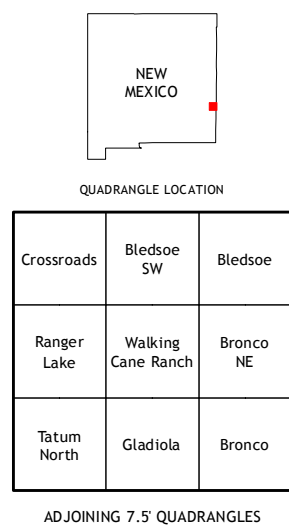 NEW
MEXICO
QUADRANGLE LOCATION
Crossroads
Bledsoe
SW
Bledsoe
Ranger
Lake
Walking
Cane Ranch
Bronco
NE
Tatum
North
Gladiola
Bronco
ADJOINING 7.5' QUADRANGLES